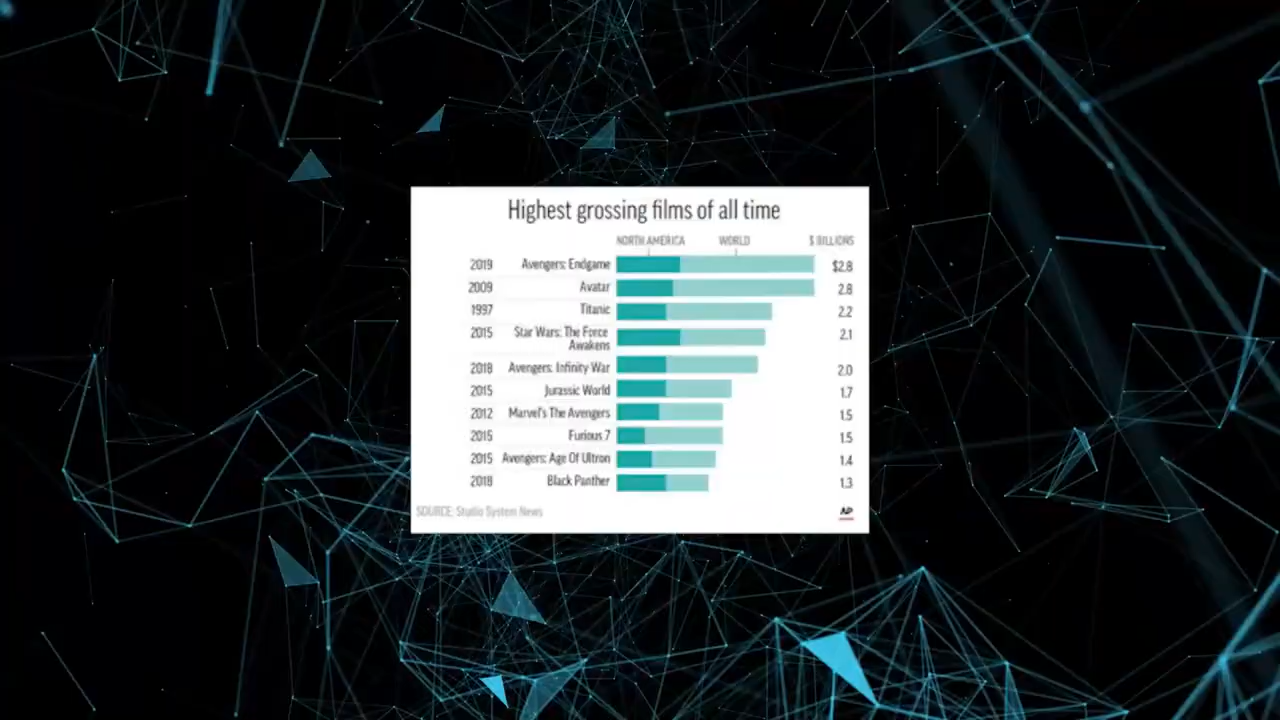 Highest grossing films of all time
NORTH AMERICA WORLD $ BILLIONS
2019 Avengers: Endgame $2.8
2009 Avatar 2.8
1997 Titanic 2.2
2015 Star Wars: The Force 2.1
Awakens
2018 Avengers: Infinity War 2.0
2015 Jurassic World 1.7
2012 Marvel's The Avengers 1.5
2015 Furious 7 1.5
2015 Avengers: Age Of Ultron 1.4
2018 Black Panther 1.3
SOURCE: Studio System News AP